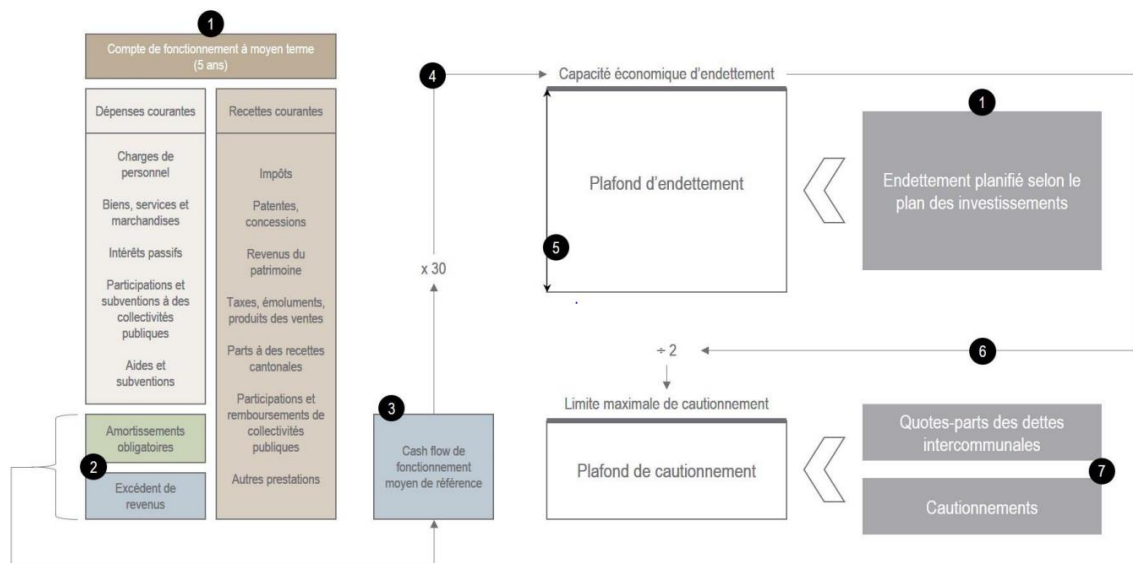 1
Compte de fonctionnement à moyen terme
(5 ans)
Dépenses courantes
Charges de
personnel
Biens, services et
marchandises
Intérêts passifs
Participations et
subventions à des
collectivités
publiques
Aides et
subventions
Amortissements
obligatoires
2
Excédent de
revenus
Recettes courantes
Impôts
Patentes,
concessions
Revenus du
patrimoine
Taxes, émoluments,
produits des ventes
Parts à des recettes
cantonales
Participations et
remboursements de
collectivités
publiques
Autres prestations
3
Cash flow de
fonctionnement
moyen de référence
x 30
4
Capacité économique d'endettement
Plafond d'endettement
5
1
Endettement planifié selon le
plan des investissements
6
÷ 2
Limite maximale de cautionnement
Plafond de cautionnement
Quotes-parts des dettes
intercommunales
7
Cautionnements